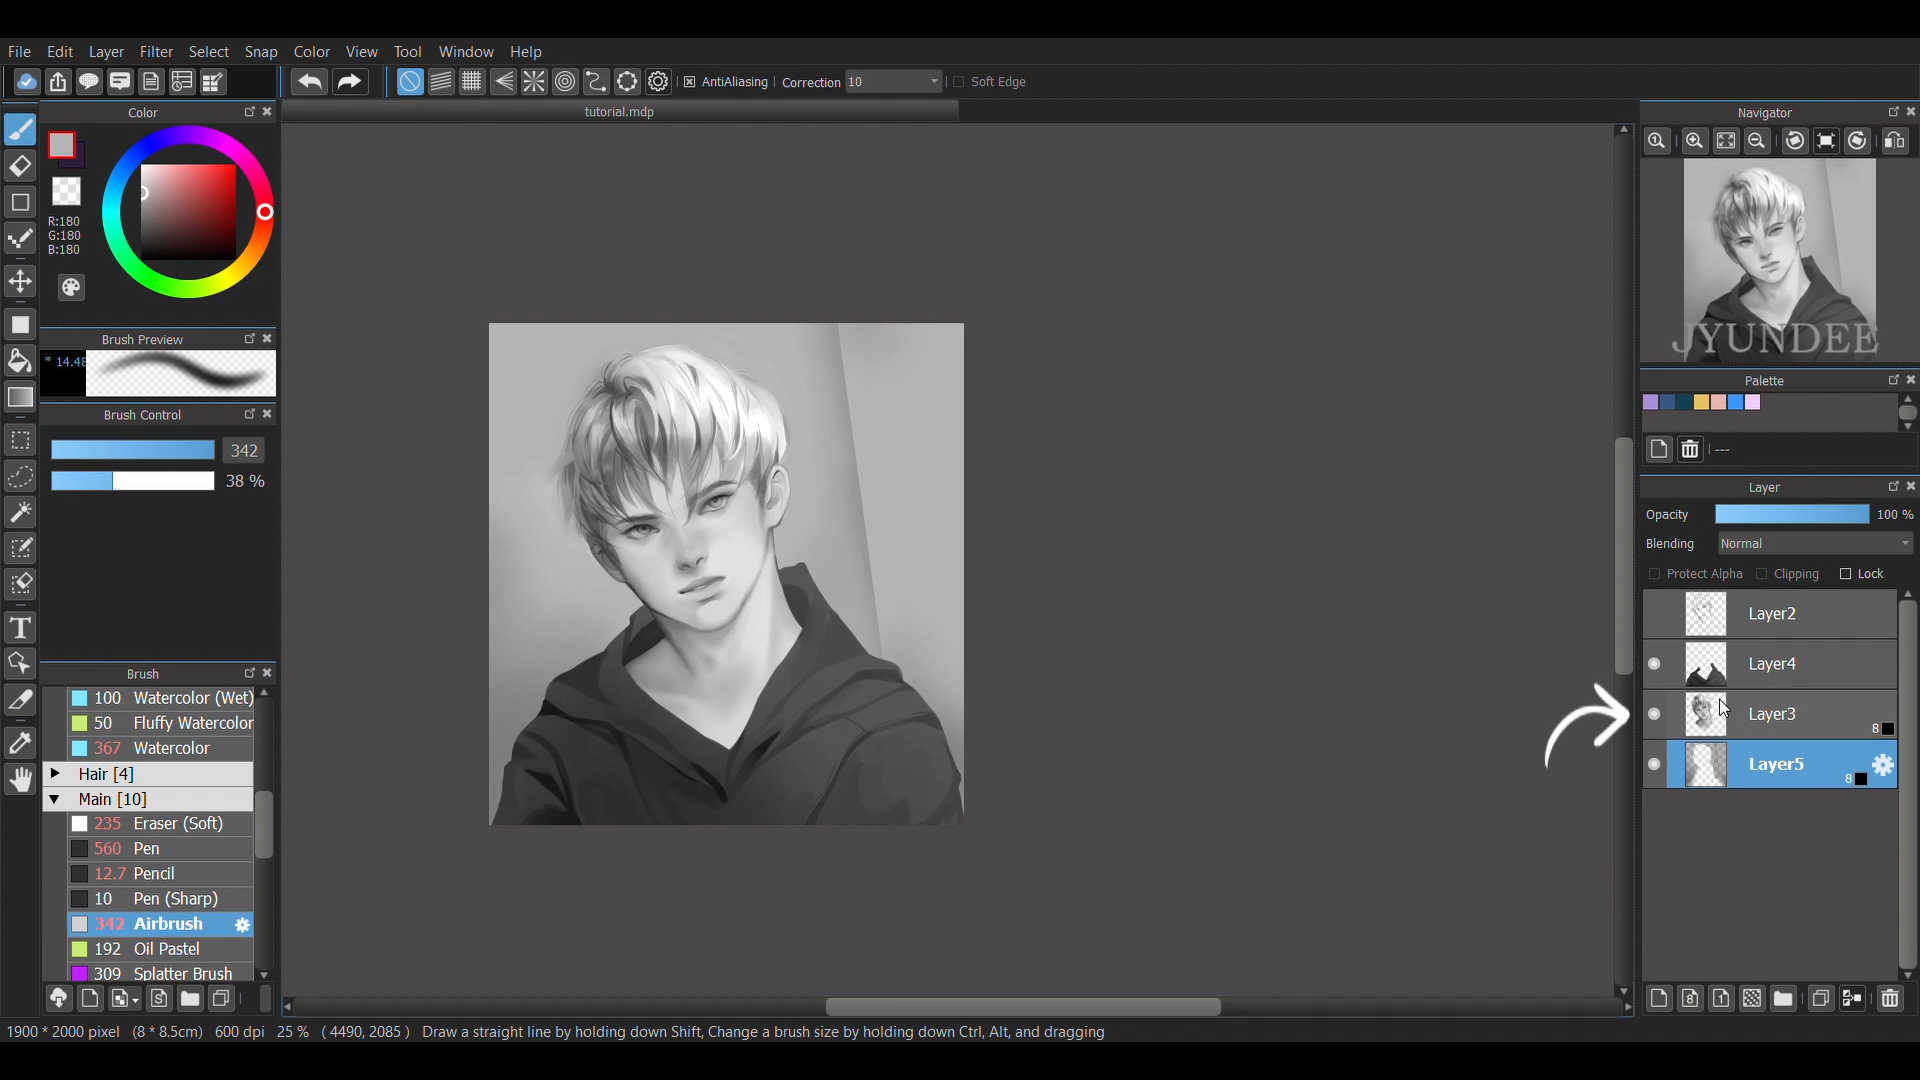 File Edit Layer Filter Select Snap Color View Tool Window Help
AntiAliasing Correction 10 Soft Edge
Color
tutorial.mdp
Navigator
R:180
G:180
B:180
JYUNDEE
Brush Preview
* 14.48
Palette
---
Brush Control
342
38 %
Layer
Opacity 100 %
Blending Normal
Protect Alpha Clipping Lock
Layer2
Layer4
Layer3
8
Layer5
8
Brush
100 Watercolor (Wet)
50 Fluffy Watercolor
367 Watercolor
Hair [4]
Main [10]
235 Eraser (Soft)
560 Pen
12.7 Pencil
10 Pen (Sharp)
342 Airbrush
192 Oil Pastel
309 Splatter Brush
1900 * 2000 pixel (8 * 8.5cm) 600 dpi 25 % ( 4490, 2085 ) Draw a straight line by holding down Shift, Change a brush size by holding down Ctrl, Alt, and dragging